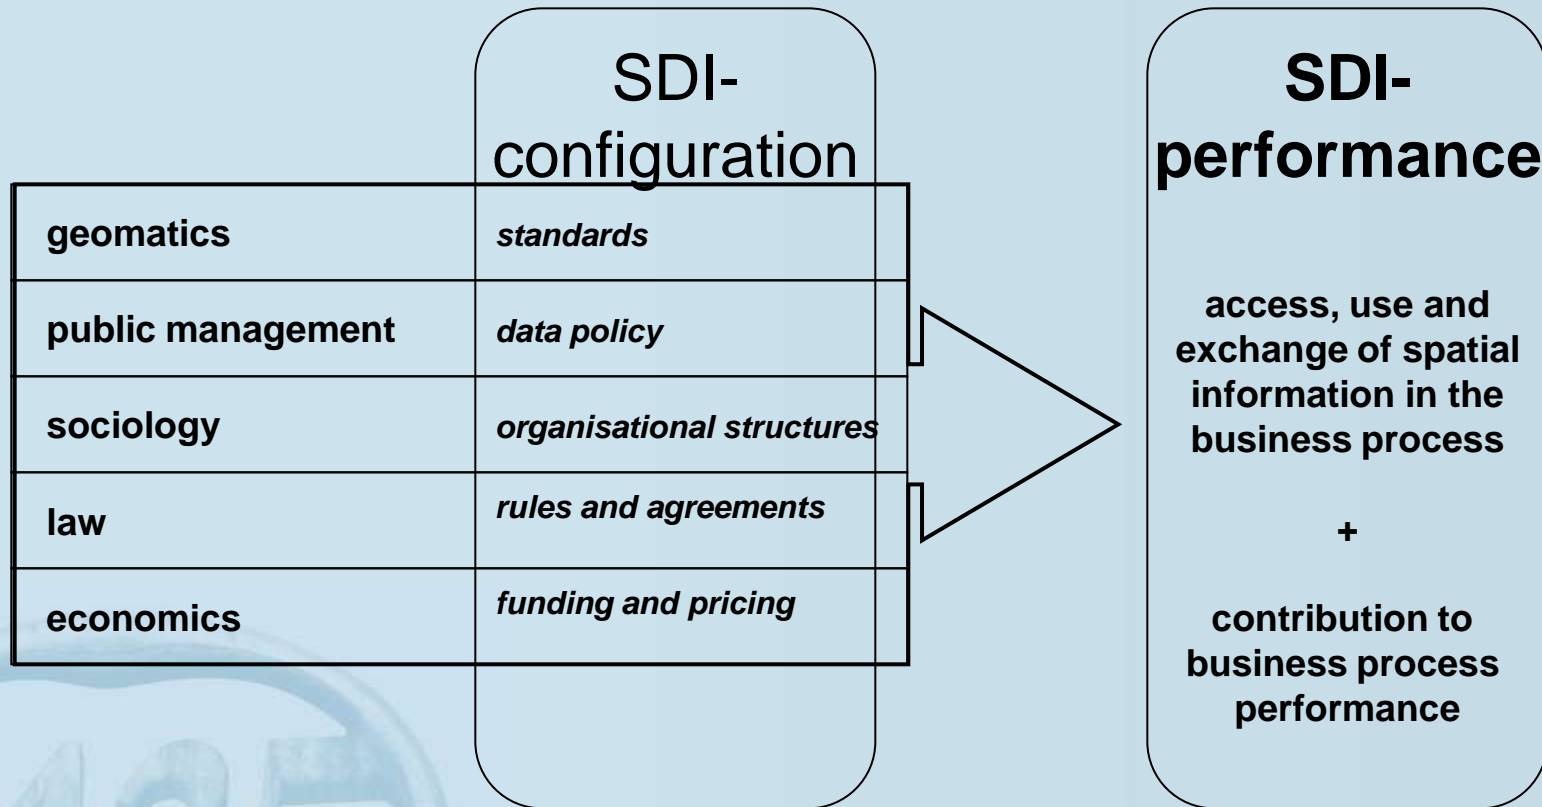 SDI-
configuration
geomatics
standards
public management
data policy
sociology
organisational structures
law
rules and agreements
economics
funding and pricing
SDI-
performance
access, use and
exchange of spatial
information in the
business process
+
contribution to
business process
performance